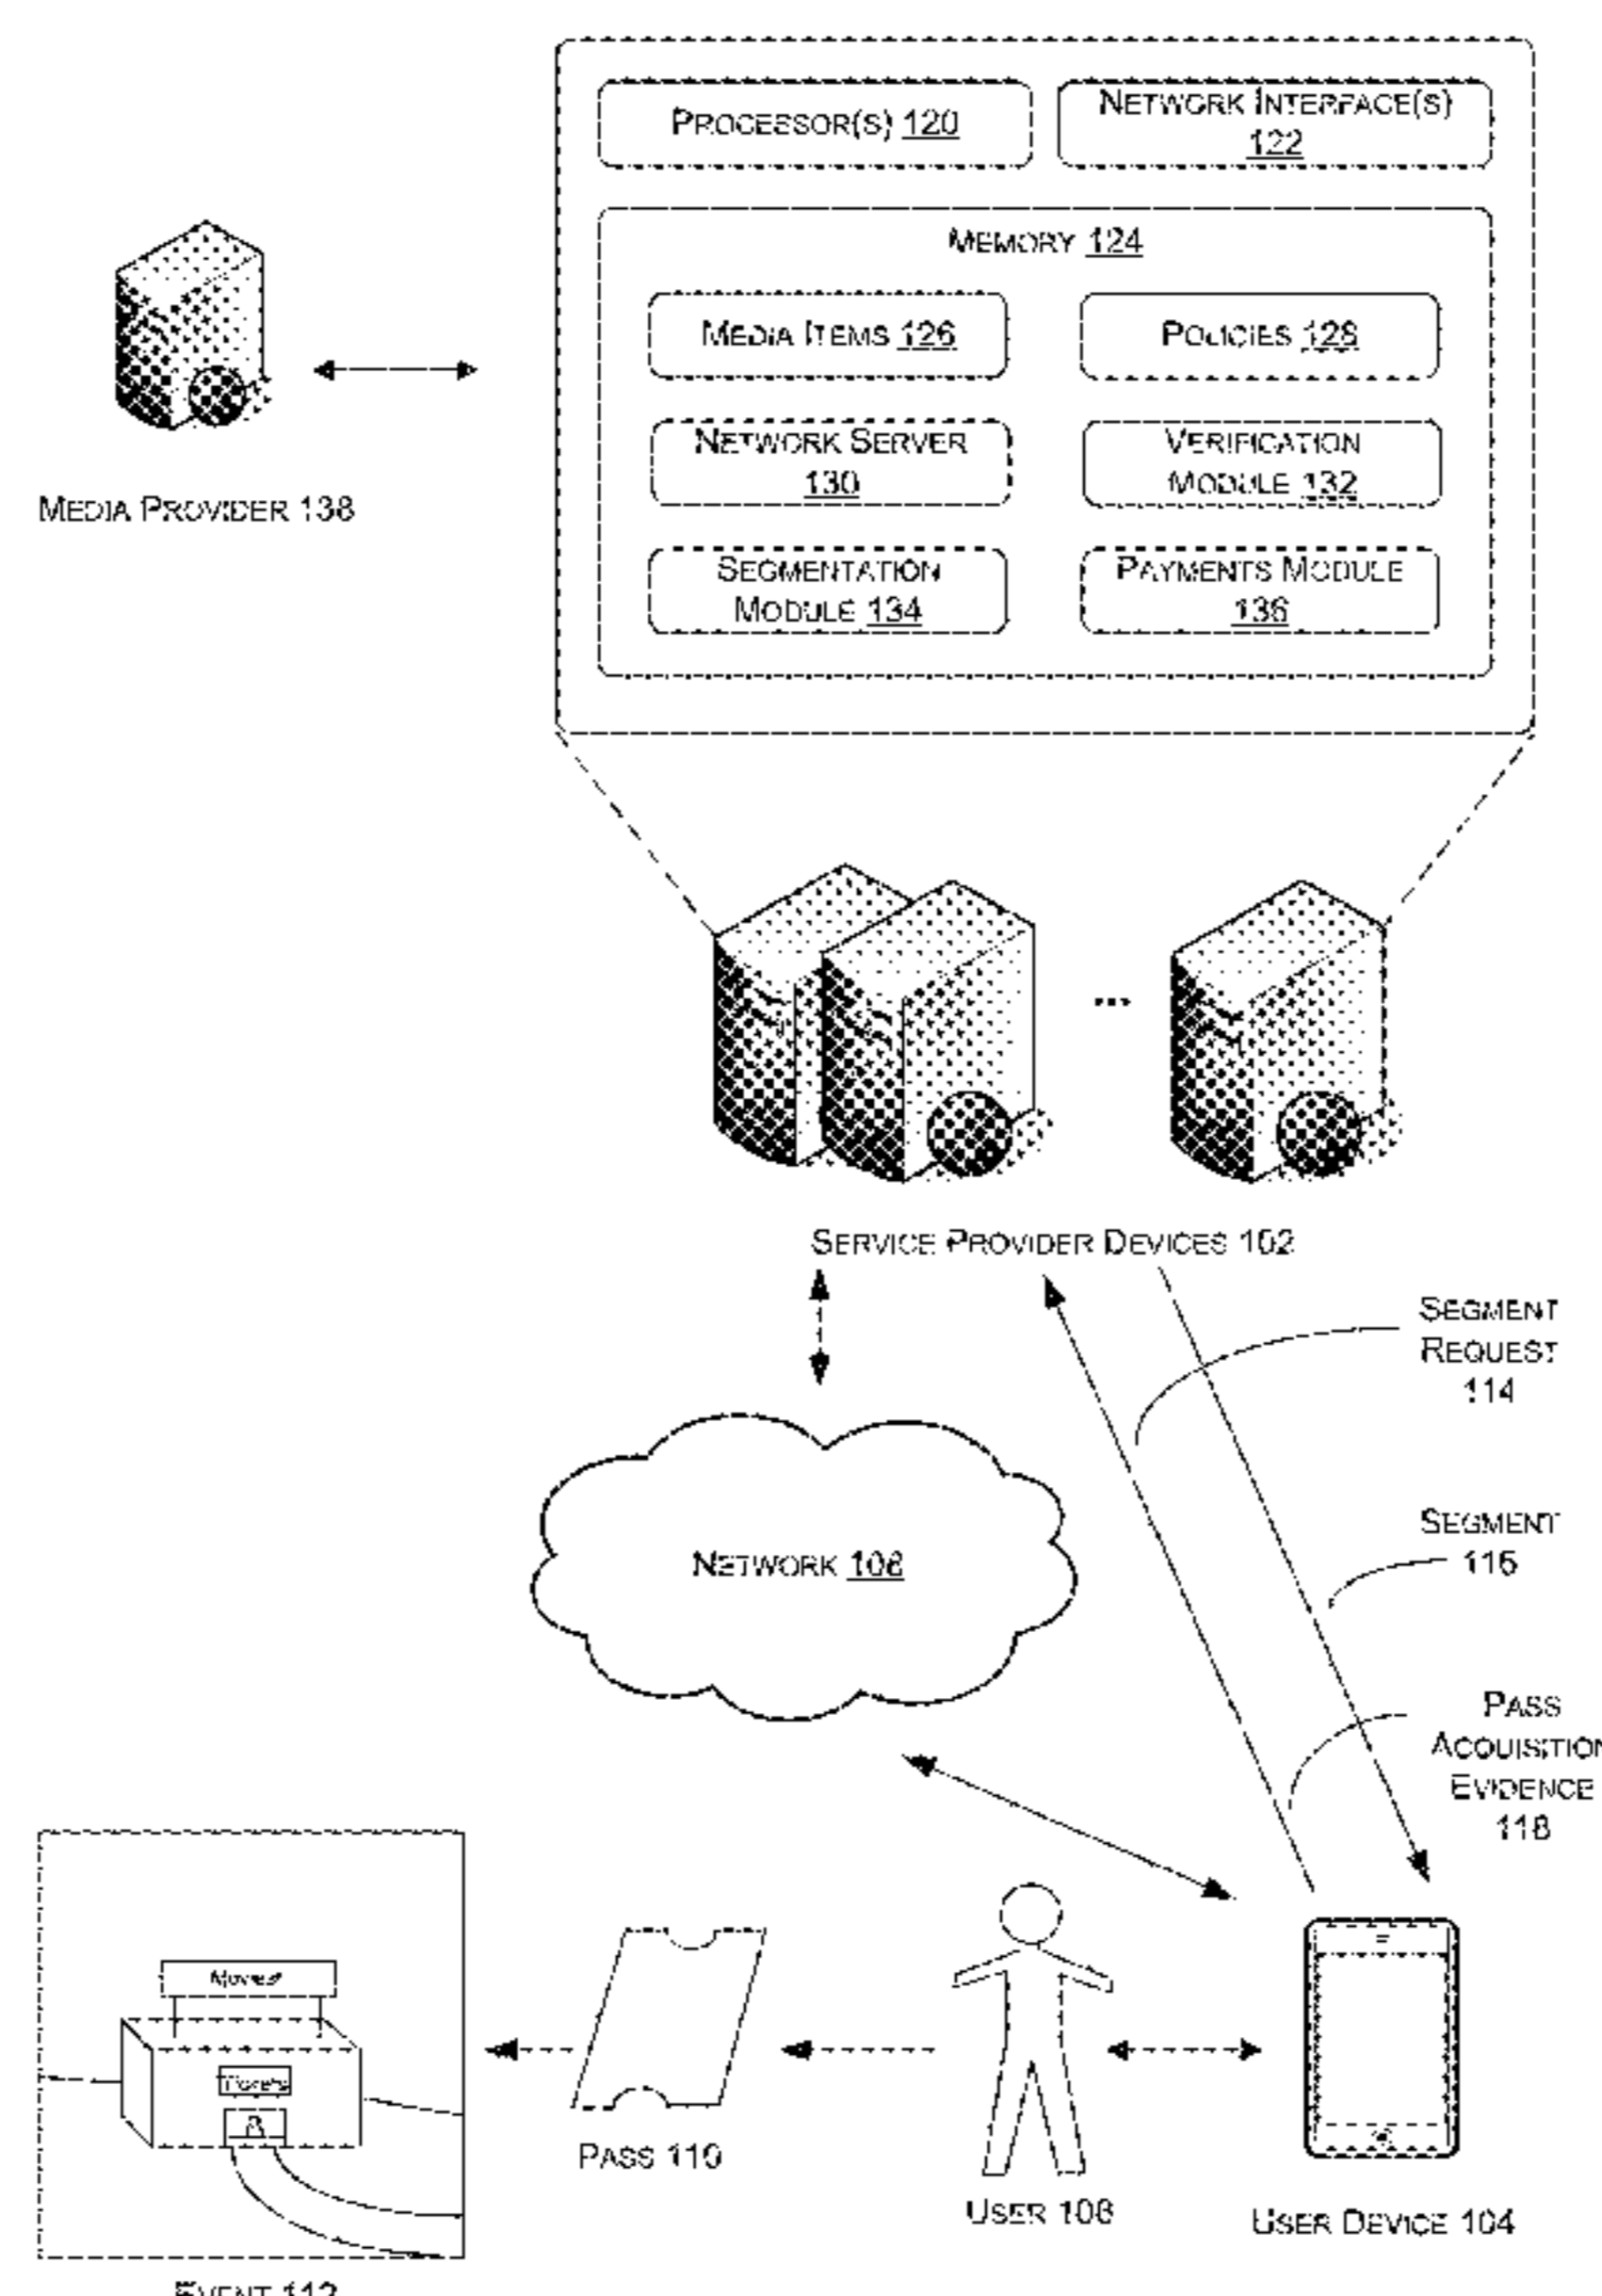 PROCESSOR(S) 120
NETWORK INTERFACE(S)
122
MEMORY 124
MEDIA ITEMS 126
POLICIES 128
NETWORK SERVER
130
VERIFICATION
MODULE 132
SEGMENTATION
MODULE 134
PAYMENTS MODULE
136
MEDIA PROVIDER 138
...
SERVICE PROVIDER DEVICES 102
SEGMENT
REQUEST
114
NETWORK 106
SEGMENT
116
PASS
ACQUISITION
EVIDENCE
118
Movies!
Tickets
PASS 110
USER 108
USER DEVICE 104
EVENT 112